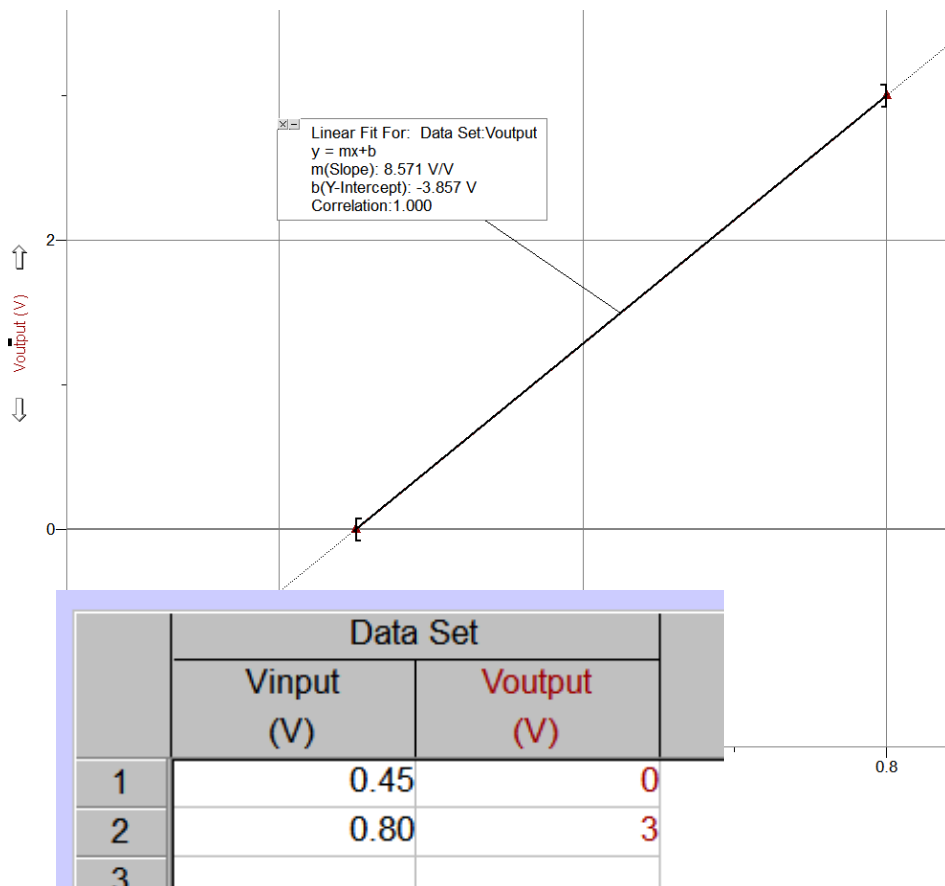 Linear Fit For: Data Set:Voutput
y = mx+b
m(Slope): 8.571 V/V
b(Y-Intercept): -3.857 V
Correlation:1.000
2
Voutput (V)
0
0.8
Data Set
Vinput Voutput
(V) (V)
1 0.45 0
2 0.80 3
3